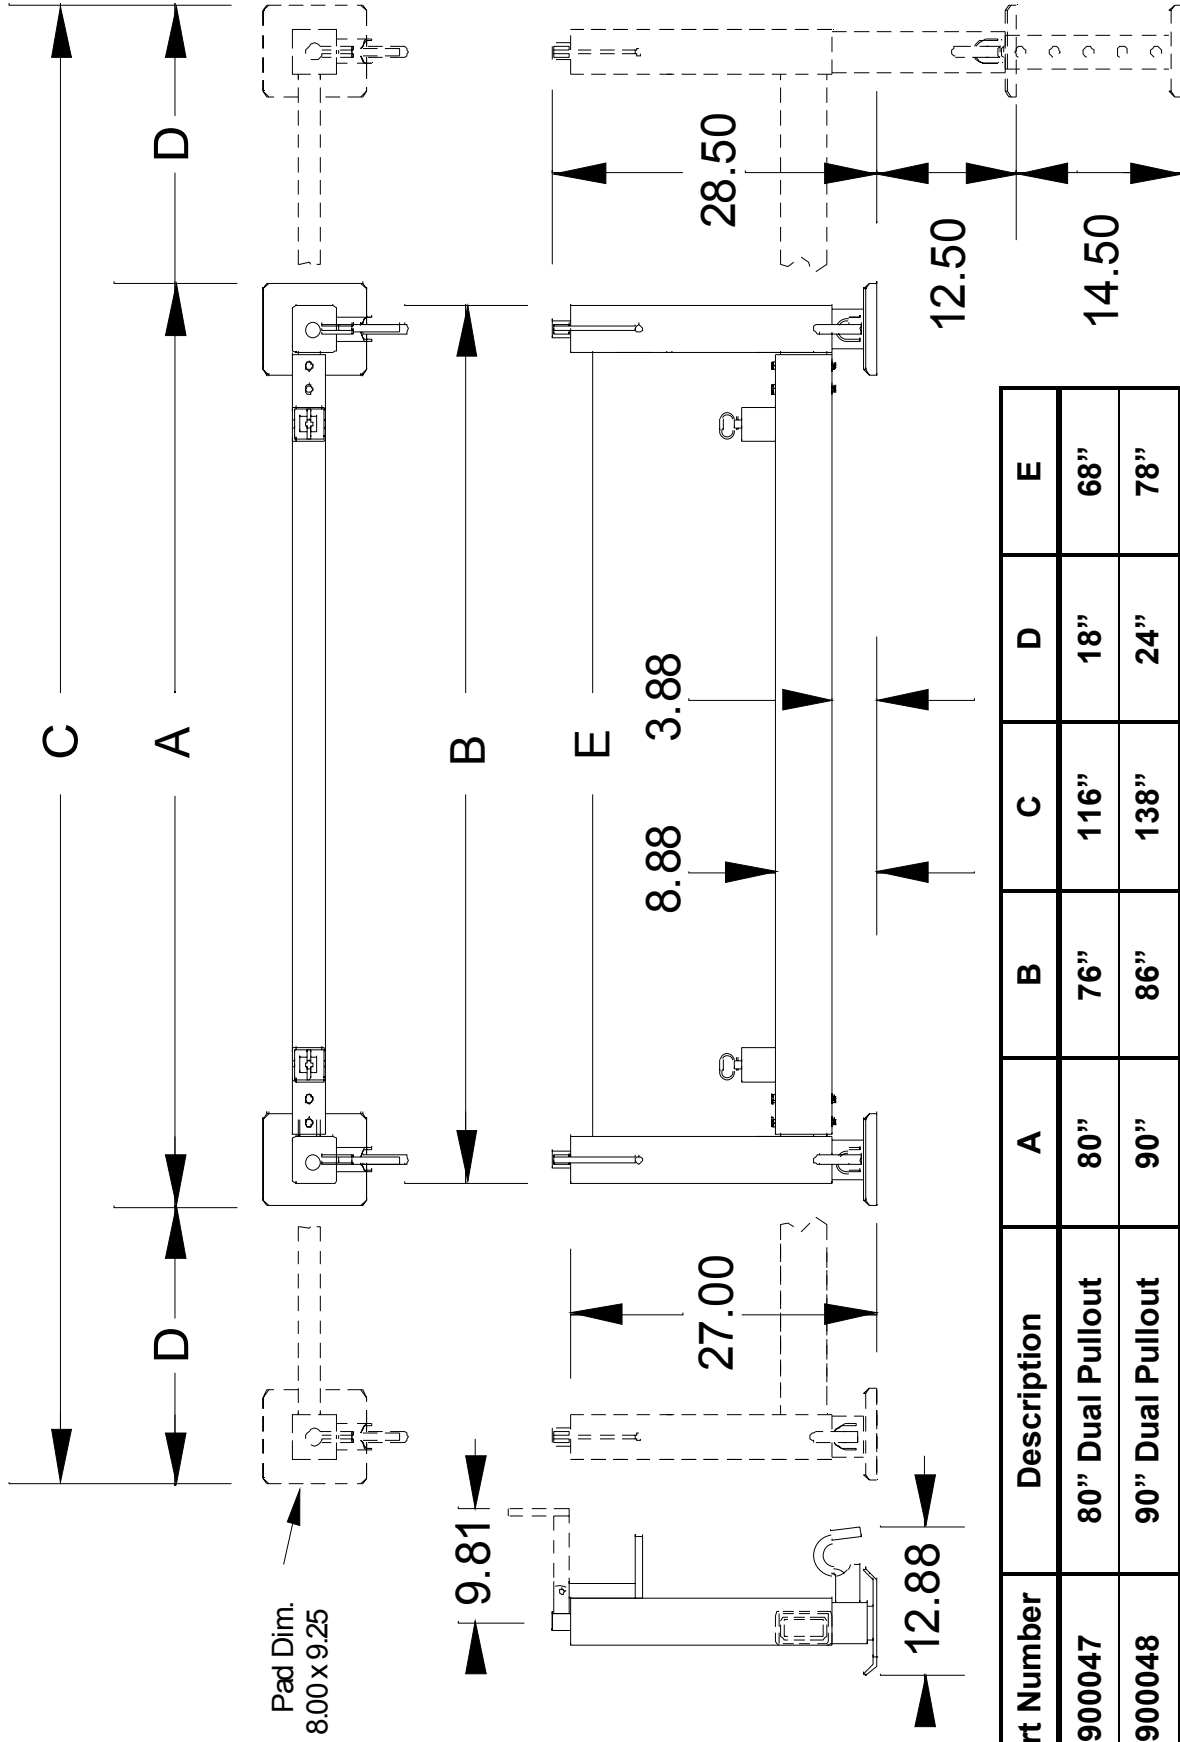 C
D
A
D
Pad Dim.
8.00 x 9.25
B
E
28.50
12.50
14.50
3.88
8.88
27.00
9.81
12.88
rt Number Description A B C D E
900047 80” Dual Pullout 80” 76” 116” 18” 68”
900048 90” Dual Pullout 90” 86” 138” 24” 78”